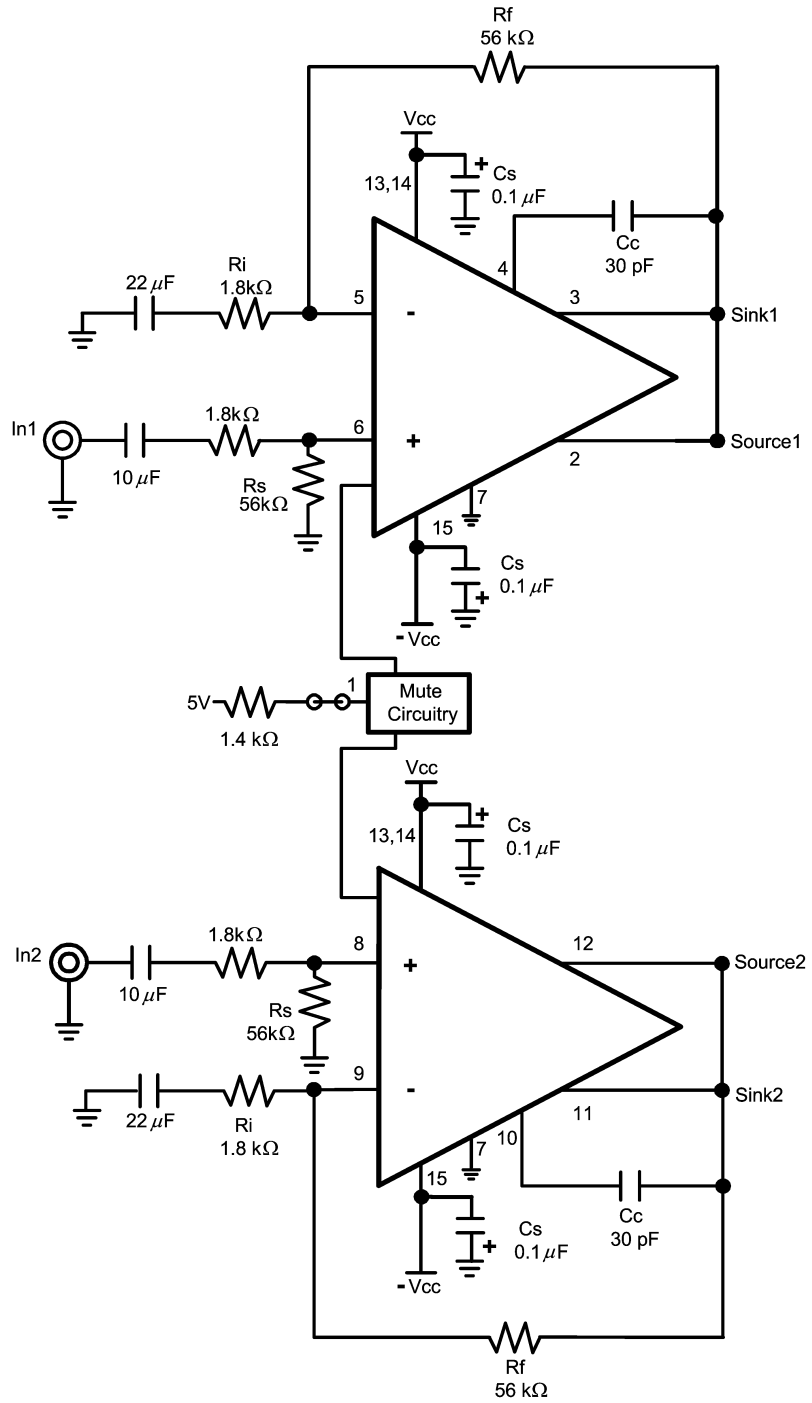 Rf
56 kΩ
Vcc
+
13,14
Cs
0.1 μF
4
Cc
30 pF
22 μF
Ri
1.8kΩ
5
-
3
Sink1
In1
10 μF
1.8kΩ
6
+
2
Source1
Rs
56kΩ
7
15
Cs
0.1 μF
+
- Vcc
5V
1.4 kΩ
1
Mute
Circuitry
Vcc
+
13,14
Cs
0.1 μF
In2
10 μF
1.8kΩ
8
+
12
Source2
Rs
56kΩ
9
-
11
Sink2
22 μF
Ri
1.8 kΩ
10
7
15
Cc
30 pF
Cs
0.1 μF
+
- Vcc
Rf
56 kΩ